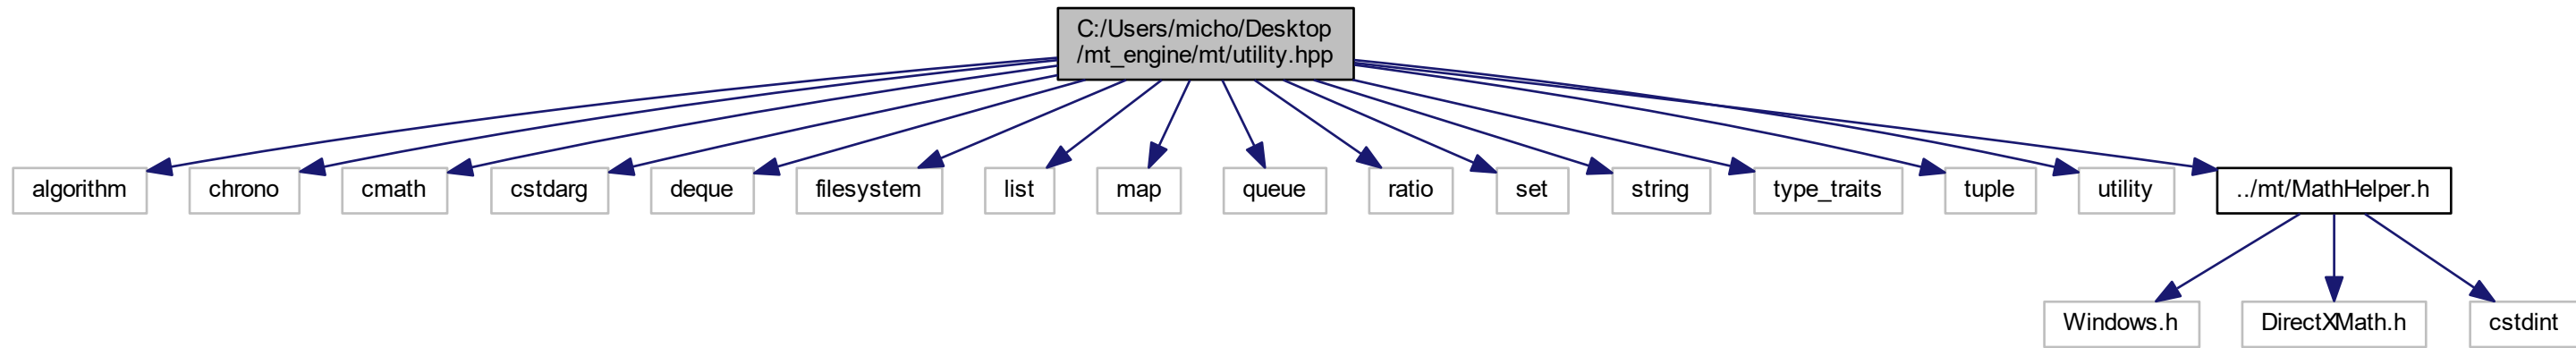 C:/Users/micho/Desktop
/mt_engine/mt/utility.hpp
algorithm
chrono
cmath
cstdarg
deque
filesystem
list
map
queue
ratio
set
string
type_traits
tuple
utility
../mt/MathHelper.h
Windows.h
DirectXMath.h
cstdint